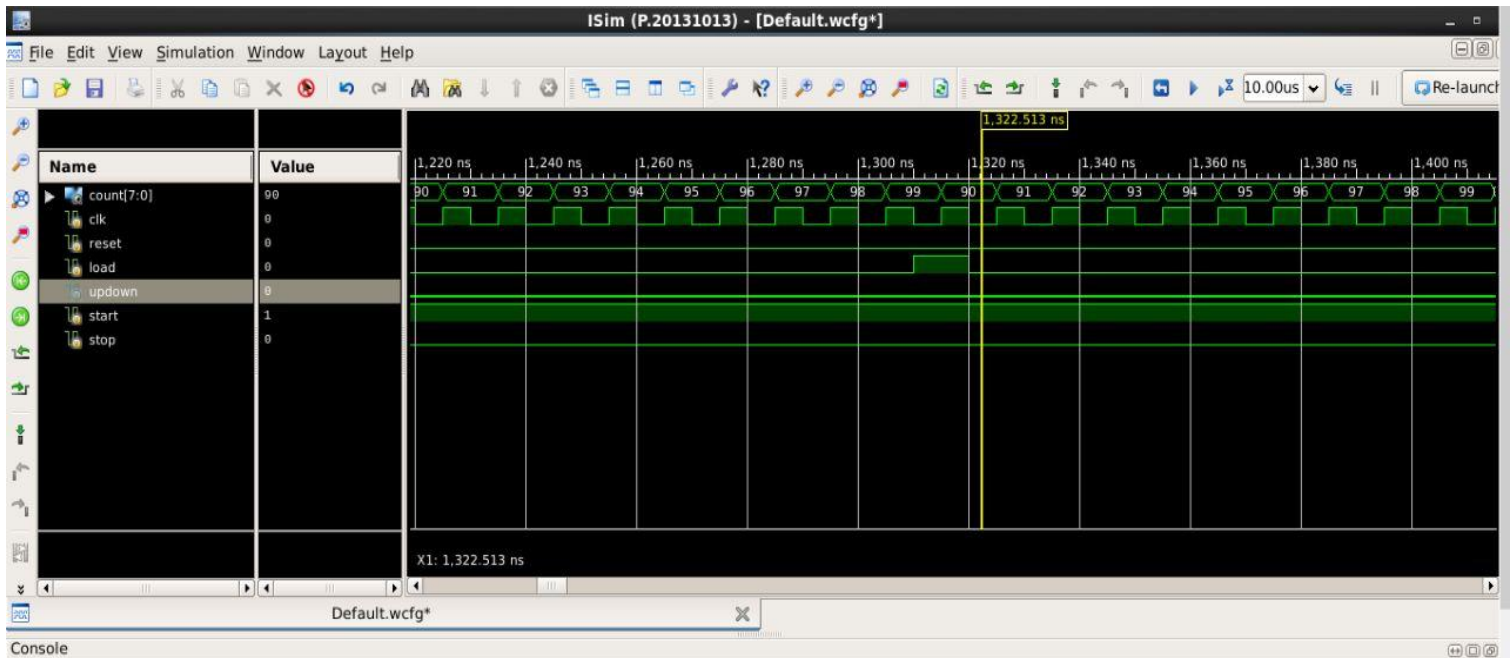 ISim (P.20131013) - [Default.wcfg*]
File Edit View Simulation Window Layout Help
10.00us Re-launch
1,322.513 ns
Name Value
1,220 ns 1,240 ns 1,260 ns 1,280 ns 1,300 ns 1,320 ns 1,340 ns 1,360 ns 1,380 ns 1,400 ns
count[7:0] 90 90 91 92 93 94 95 96 97 98 99 90 91 92 93 94 95 96 97 98 99
clk 0
reset 0
load 0
updown 0
start 1
stop 0
X1: 1,322.513 ns
Default.wcfg*
Console